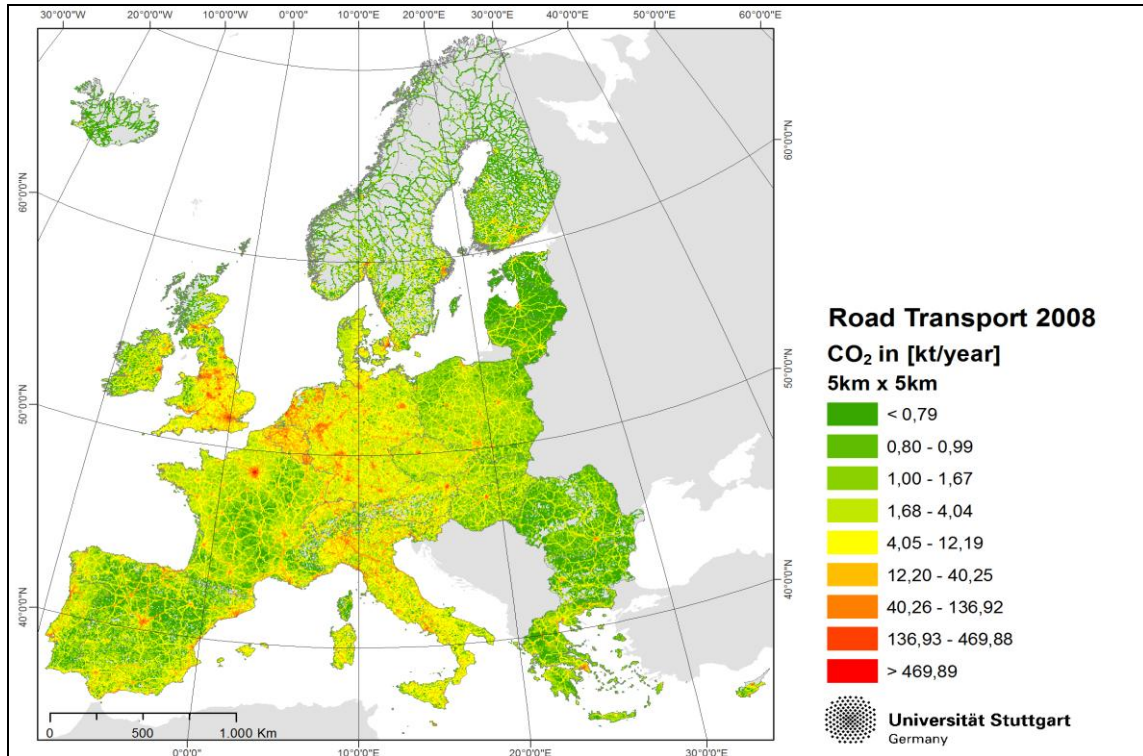 30°0'0"W 20°0'0"W 10°0'0"W 0°0'0"E 10°0'0"E 20°0'0"E 30°0'0"E 40°0'0"E 60°0'0"E
60°0'0"N
60°0'0"N
50°0'0"N
50°0'0"N
40°0'0"N
40°0'0"N
Road Transport 2008
CO₂ in [kt/year]
5km x 5km
< 0,79
0,80 - 0,99
1,00 - 1,67
1,68 - 4,04
4,05 - 12,19
12,20 - 40,25
40,26 - 136,92
136,93 - 469,88
> 469,89
Universität Stuttgart
Germany
0 500 1.000 Km
0°0'0"E 10°0'0"E 20°0'0"E 30°0'0"E